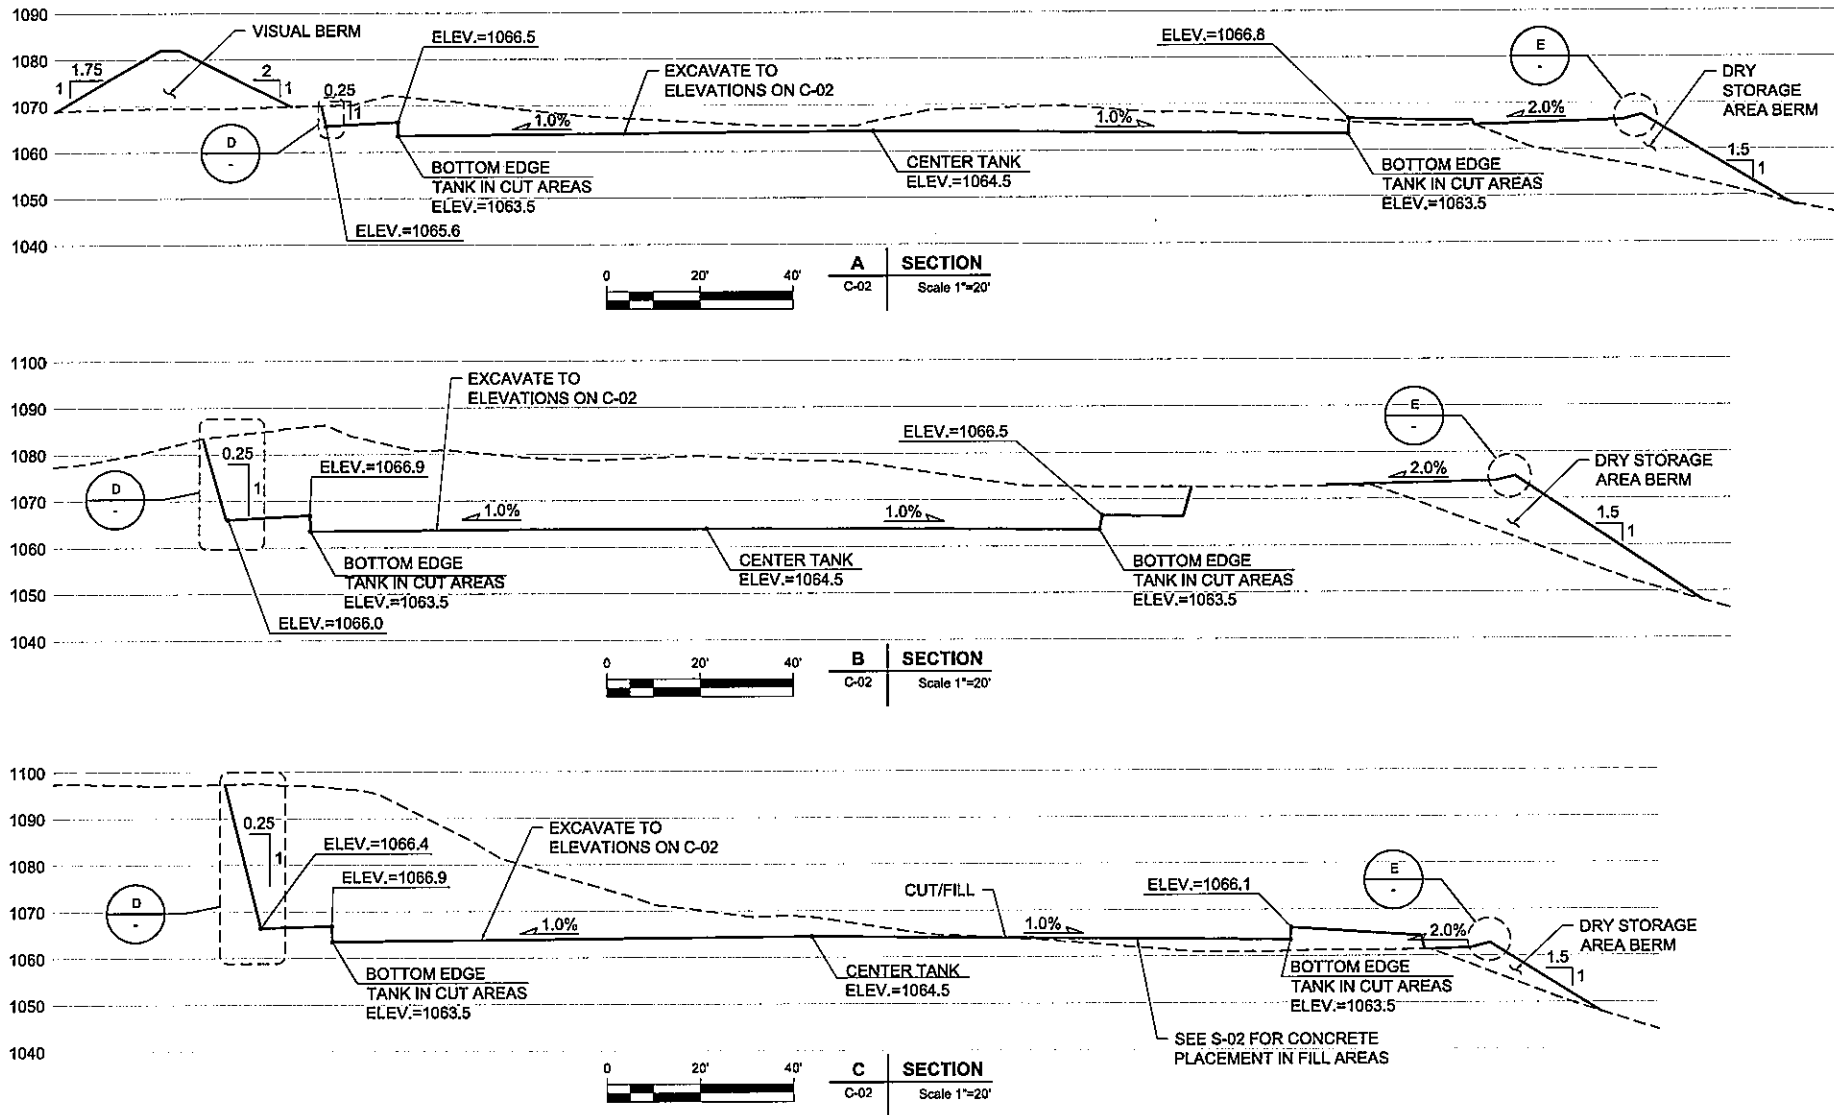 1090
1080
1070
1060
1050
1040
VISUAL BERM
1.75
1
2
1
0.25
1
ELEV.=1066.5
EXCAVATE TO
ELEVATIONS ON C-02
ELEV.=1066.8
E
-
DRY
STORAGE
AREA BERM
1.0%
1.0%
2.0%
D
-
BOTTOM EDGE
TANK IN CUT AREAS
ELEV.=1063.5
ELEV.=1065.6
CENTER TANK
ELEV.=1064.5
BOTTOM EDGE
TANK IN CUT AREAS
ELEV.=1063.5
1.5
1
0 20' 40'
A SECTION
C-02 Scale 1"=20'
1100
1090
1080
1070
1060
1050
1040
EXCAVATE TO
ELEVATIONS ON C-02
0.25
1
ELEV.=1066.9
ELEV.=1066.5
E
-
2.0%
DRY STORAGE
AREA BERM
D
-
1.0%
1.0%
1.5
1
BOTTOM EDGE
TANK IN CUT AREAS
ELEV.=1063.5
ELEV.=1066.0
CENTER TANK
ELEV.=1064.5
BOTTOM EDGE
TANK IN CUT AREAS
ELEV.=1063.5
0 20' 40'
B SECTION
C-02 Scale 1"=20'
1100
1090
1080
1070
1060
1050
1040
0.25
1
EXCAVATE TO
ELEVATIONS ON C-02
ELEV.=1066.4
ELEV.=1066.9
CUT/FILL
ELEV.=1066.1
E
-
D
-
1.0%
1.0%
2.0%
DRY STORAGE
AREA BERM
1.5
1
BOTTOM EDGE
TANK IN CUT AREAS
ELEV.=1063.5
CENTER TANK
ELEV.=1064.5
BOTTOM EDGE
TANK IN CUT AREAS
ELEV.=1063.5
SEE S-02 FOR CONCRETE
PLACEMENT IN FILL AREAS
0 20' 40'
C SECTION
C-02 Scale 1"=20'